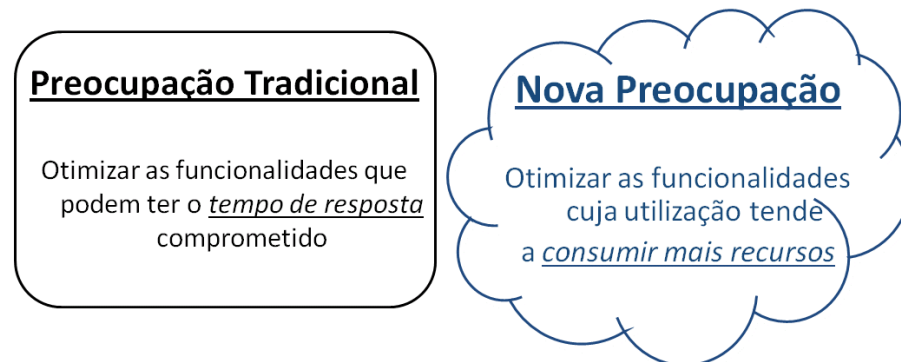 Preocupação Tradicional
Otimizar as funcionalidades que
podem ter o tempo de resposta
comprometido
Nova Preocupação
Otimizar as funcionalidades
cuja utilização tende
a consumir mais recursos